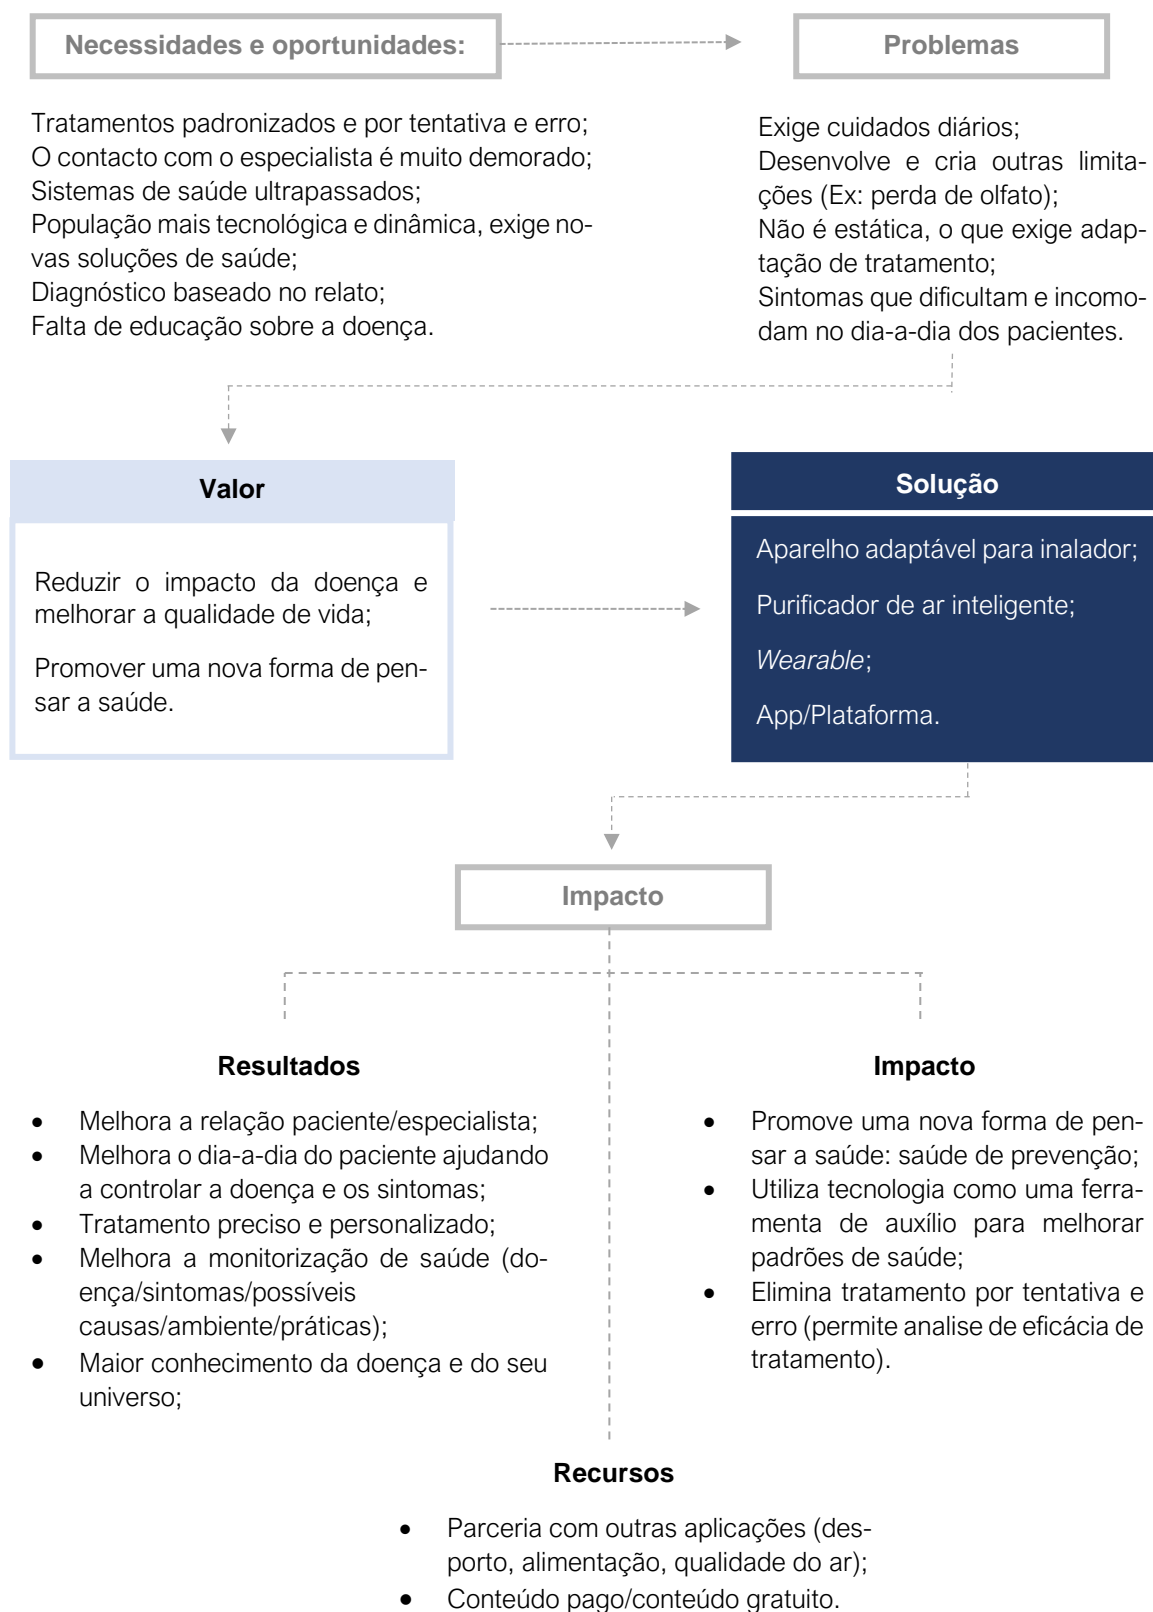 Necessidades e oportunidades:
Problemas
Tratamentos padronizados e por tentativa e erro;
O contacto com o especialista é muito demorado;
Sistemas de saúde ultrapassados;
População mais tecnológica e dinâmica, exige no-
vas soluções de saúde;
Diagnóstico baseado no relato;
Falta de educação sobre a doença.
Exige cuidados diários;
Desenvolve e cria outras limita-
ções (Ex: perda de olfato);
Não é estática, o que exige adap-
tação de tratamento;
Sintomas que dificultam e incomo-
dam no dia-a-dia dos pacientes.
Valor
Reduzir o impacto da doença e
melhorar a qualidade de vida;
Promover uma nova forma de pen-
sar a saúde.
Solução
Aparelho adaptável para inalador;
Purificador de ar inteligente;
Wearable;
App/Plataforma.
Impacto
Resultados
• Melhora a relação paciente/especialista;
• Melhora o dia-a-dia do paciente ajudando
a controlar a doença e os sintomas;
• Tratamento preciso e personalizado;
• Melhora a monitorização de saúde (do-
ença/sintomas/possíveis
causas/ambiente/práticas);
• Maior conhecimento da doença e do seu
universo;
Impacto
• Promove uma nova forma de pen-
sar a saúde: saúde de prevenção;
• Utiliza tecnologia como uma ferra-
menta de auxílio para melhorar
padrões de saúde;
• Elimina tratamento por tentativa e
erro (permite analise de eficácia de
tratamento).
Recursos
• Parceria com outras aplicações (des-
porto, alimentação, qualidade do ar);
• Conteúdo pago/conteúdo gratuito.